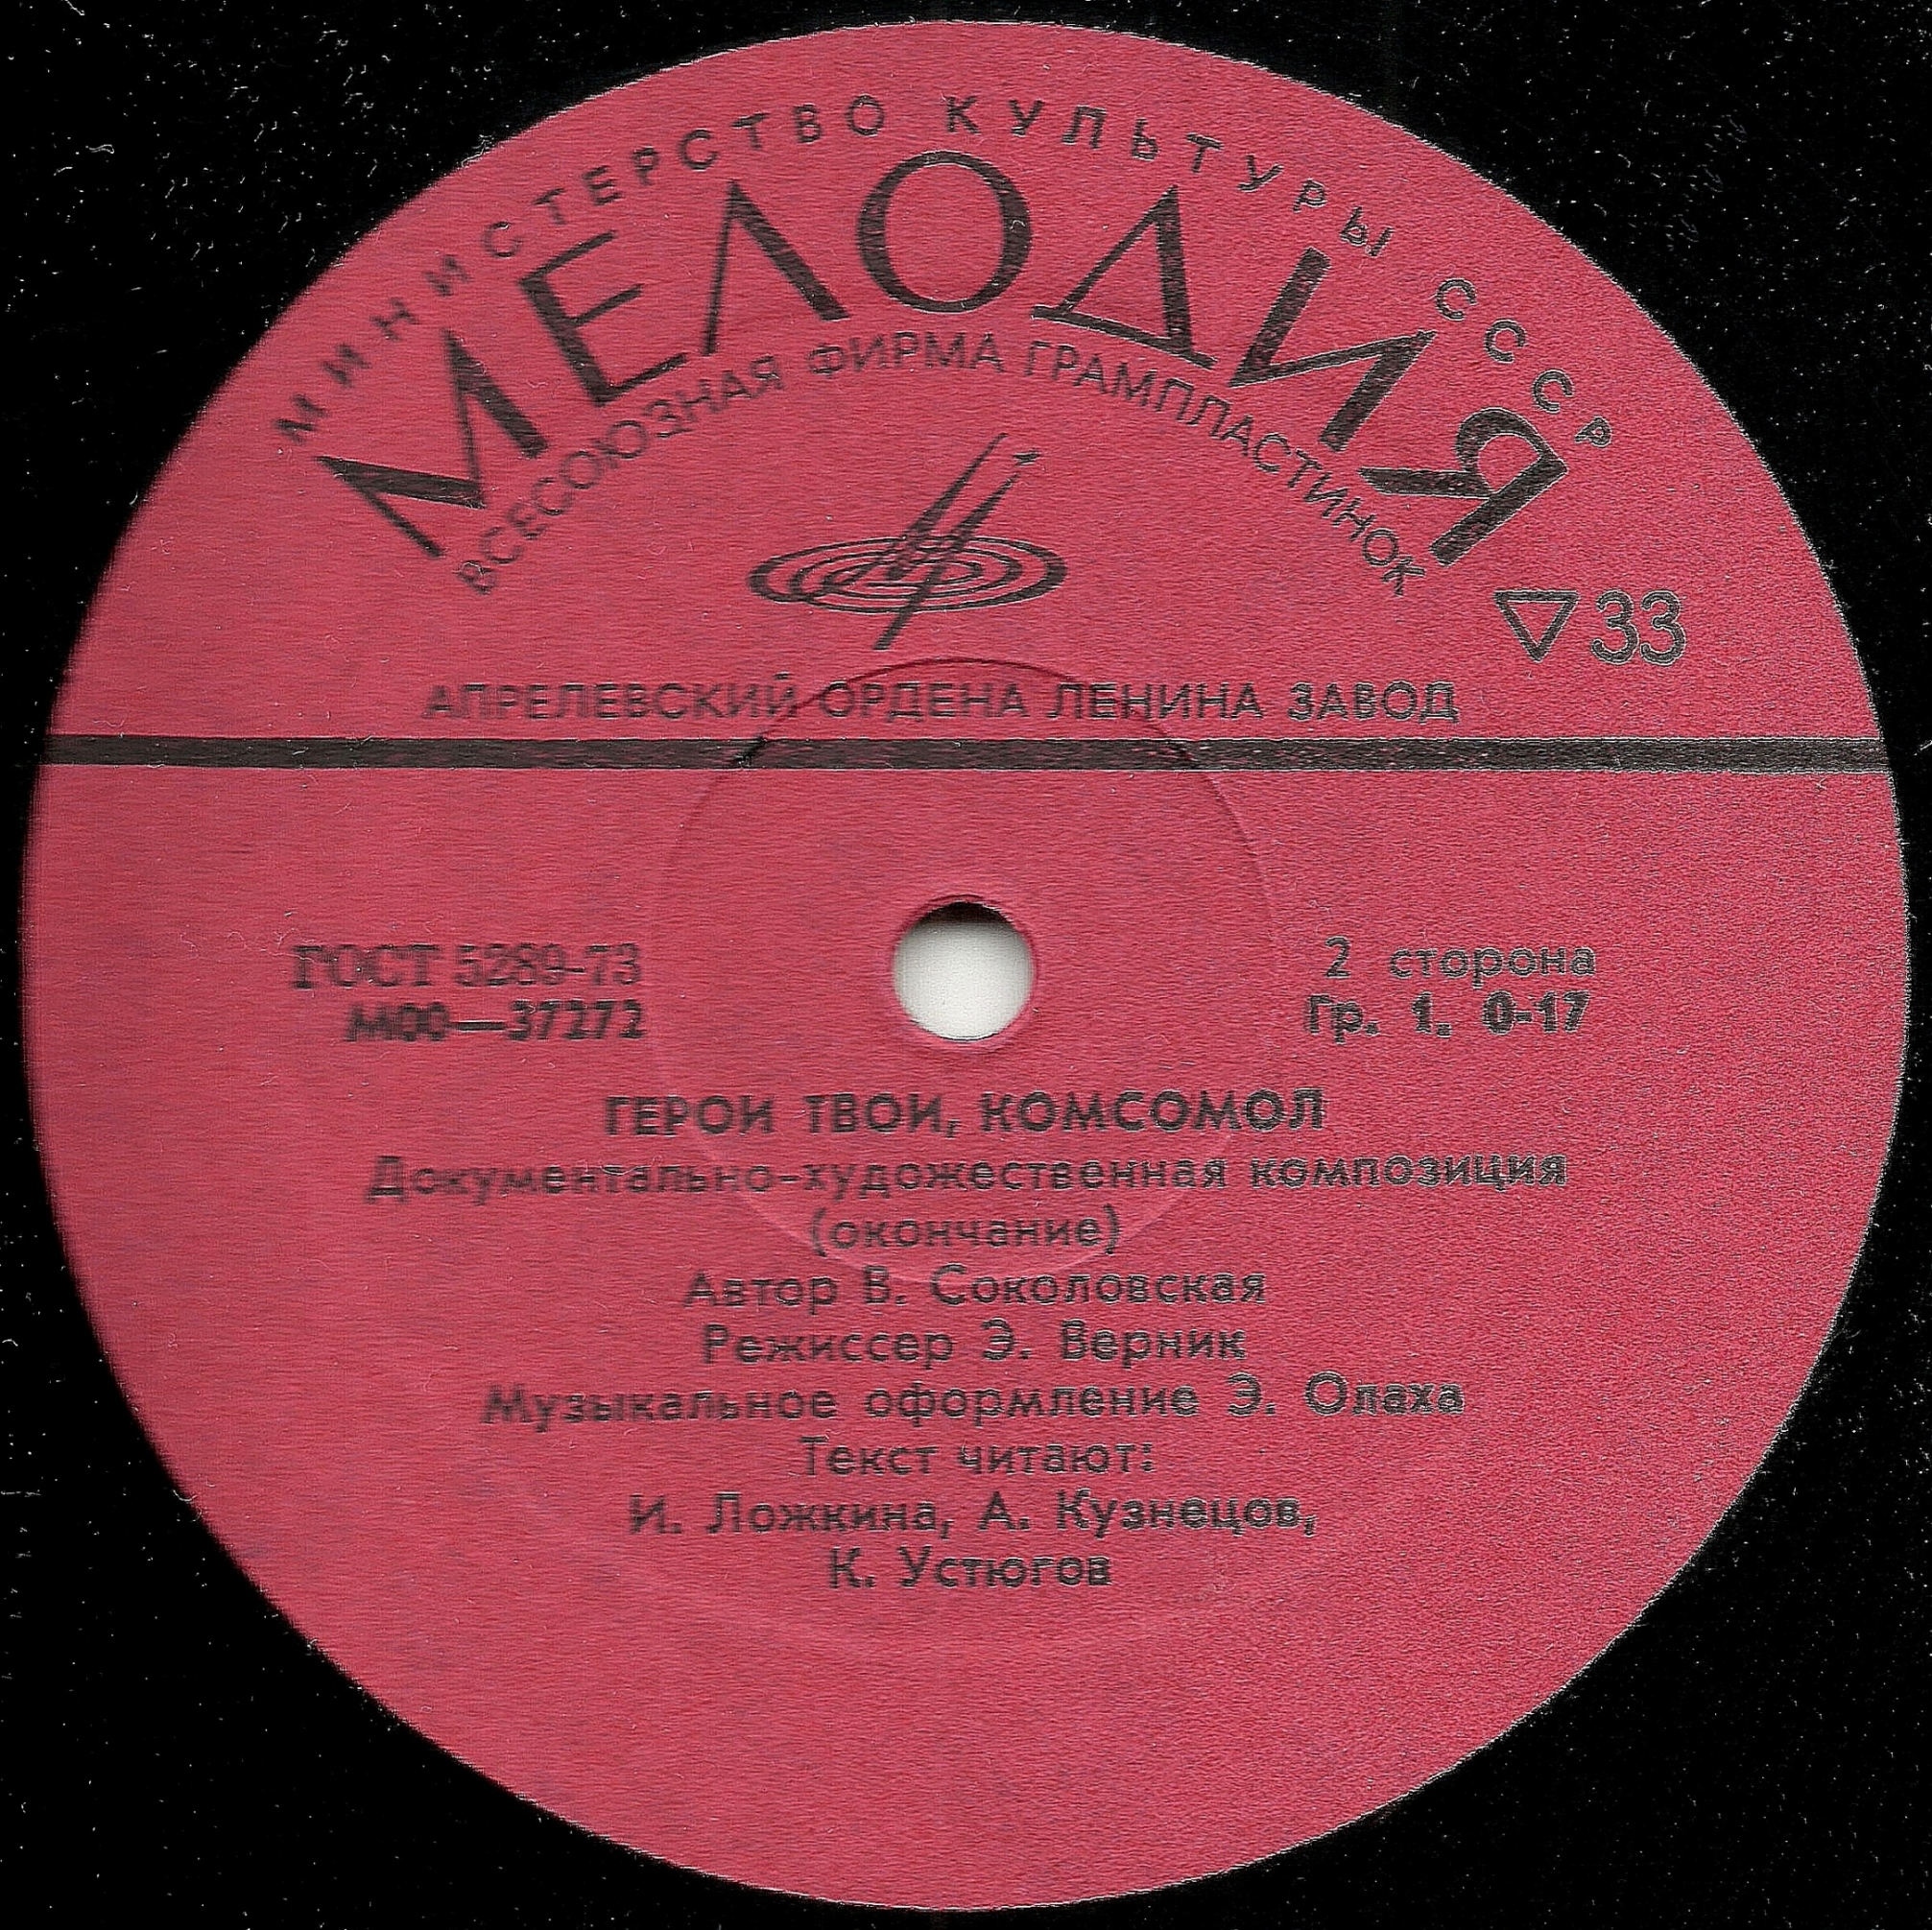 МИНИСТЕРСТВО КУЛЬТУРЫ СССР
МЕЛОДИЯ
ВСЕСОЮЗНАЯ ФИРМА ГРАМПЛАСТИНОК
▽ 33
АПРЕЛЕВСКИЙ ОРДЕНА ЛЕНИНА ЗАВОД
ГОСТ 5289-73
М00—37272
2 сторона
Гр. 1. 0-17
ГЕРОИ ТВОИ, КОМСОМОЛ
Документально-художественная композиция
(окончание)
Автор В. Соколовская
Режиссер Э. Верник
Музыкальное оформление Э. Олаха
Текст читают:
И. Ложкина, А. Кузнецов,
К. Устюгов